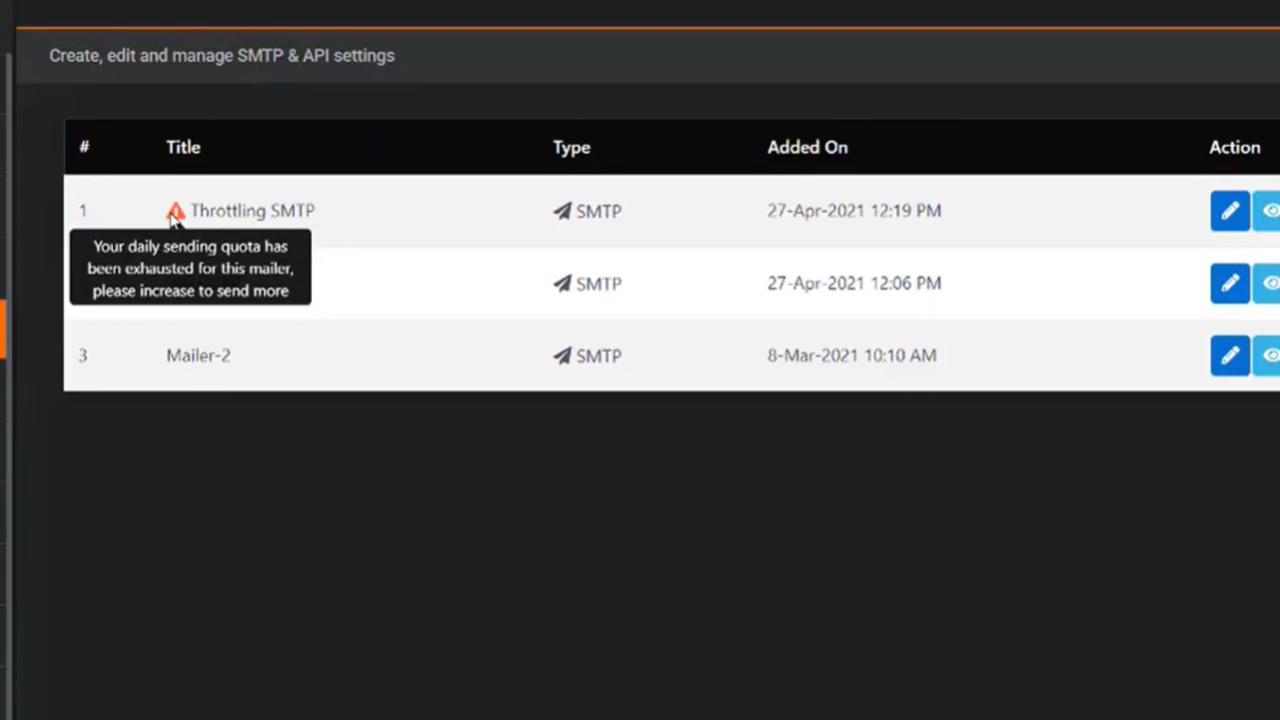 Create, edit and manage SMTP & API settings
# Title Type Added On Action
1 Throttling SMTP SMTP 27-Apr-2021 12:19 PM
Your daily sending quota has
been exhausted for this mailer,
please increase to send more
SMTP 27-Apr-2021 12:06 PM
3 Mailer-2 SMTP 8-Mar-2021 10:10 AM